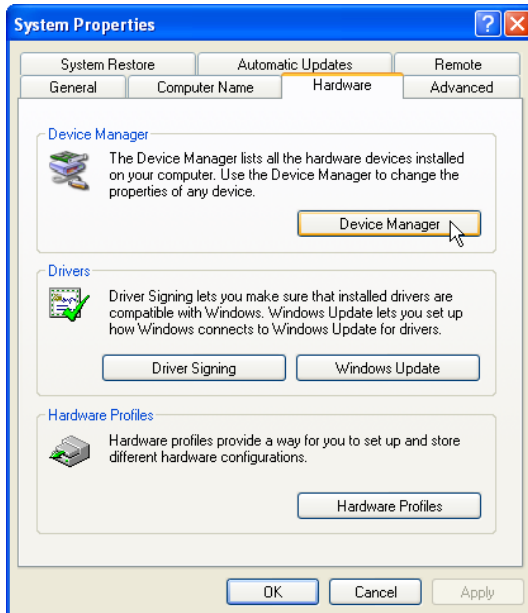 System Properties
System Restore Automatic Updates Remote
General Computer Name Hardware Advanced
Device Manager
The Device Manager lists all the hardware devices installed
on your computer. Use the Device Manager to change the
properties of any device.
Device Manager
Drivers
Driver Signing lets you make sure that installed drivers are
compatible with Windows. Windows Update lets you set up
how Windows connects to Windows Update for drivers.
Driver Signing Windows Update
Hardware Profiles
Hardware profiles provide a way for you to set up and store
different hardware configurations.
Hardware Profiles
OK Cancel Apply